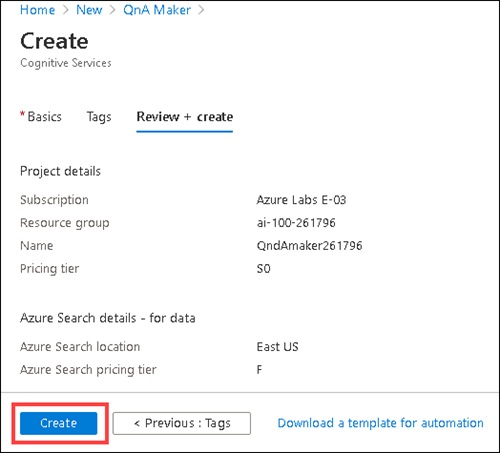 Home > New > QnA Maker >
Create
Cognitive Services
* Basics Tags Review + create
Project details
Subscription Azure Labs E-03
Resource group ai-100-261796
Name QndAmaker261796
Pricing tier S0
Azure Search details - for data
Azure Search location East US
Azure Search pricing tier F
Create < Previous : Tags Download a template for automation